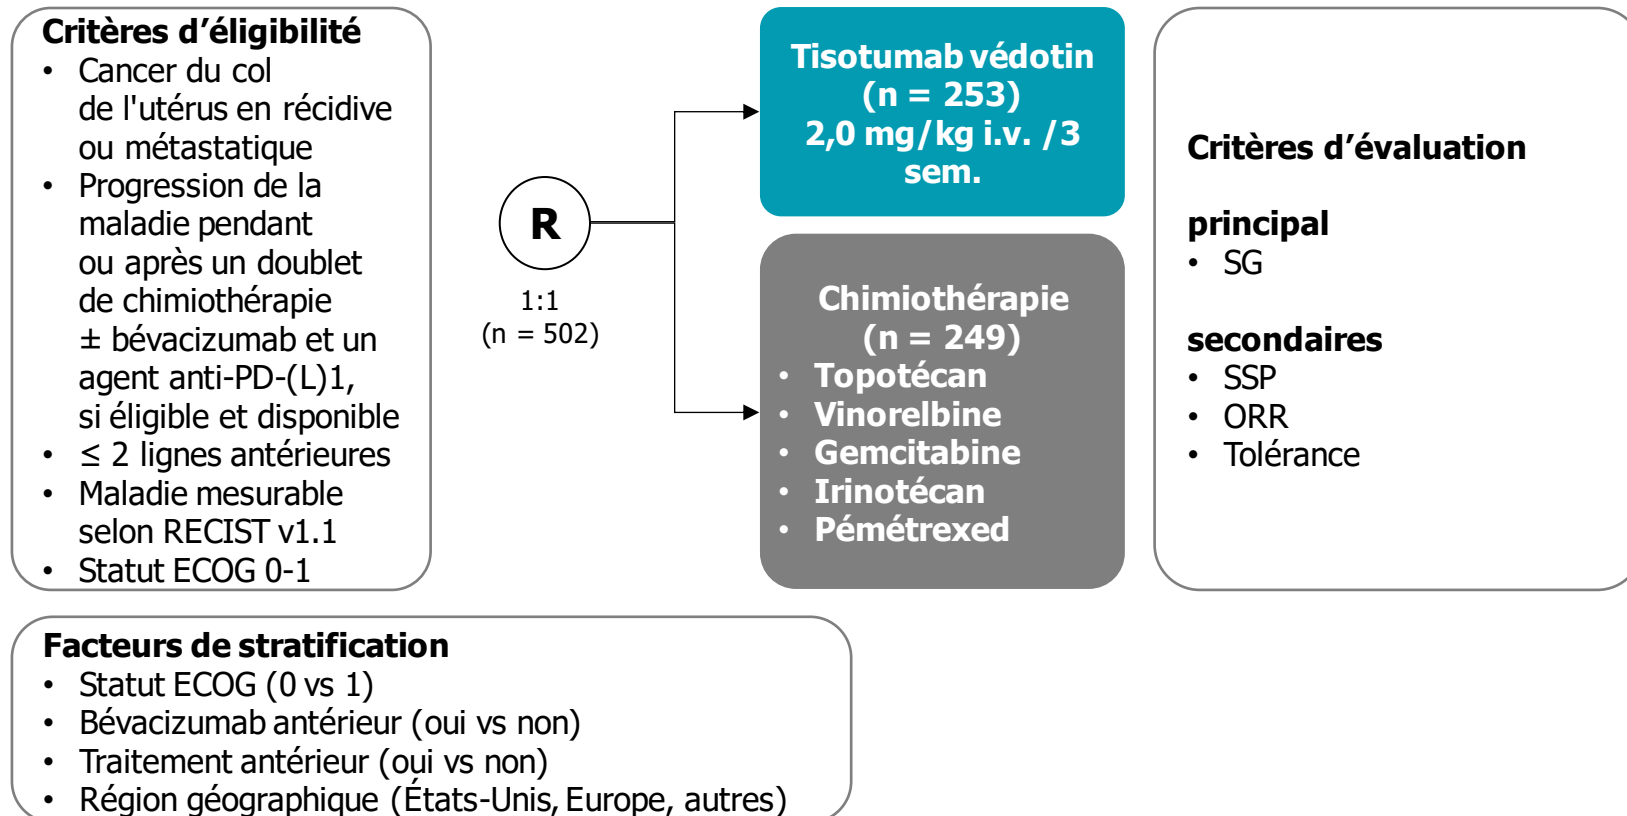 Critères d’éligibilité
• Cancer du col
de l'utérus en récidive
ou métastatique
• Progression de la
maladie pendant
ou après un doublet
de chimiothérapie
± bévacizumab et un
agent anti-PD-(L)1,
si éligible et disponible
• ≤ 2 lignes antérieures
• Maladie mesurable
selon RECIST v1.1
• Statut ECOG 0-1
R
1:1
(n = 502)
Tisotumab védotin
(n = 253)
2,0 mg/kg i.v. /3
sem.
Chimiothérapie
(n = 249)
• Topotécan
• Vinorelbine
• Gemcitabine
• Irinotécan
• Pémétrexed
Critères d’évaluation
principal
• SG
secondaires
• SSP
• ORR
• Tolérance
Facteurs de stratification
• Statut ECOG (0 vs 1)
• Bévacizumab antérieur (oui vs non)
• Traitement antérieur (oui vs non)
• Région géographique (États-Unis, Europe, autres)